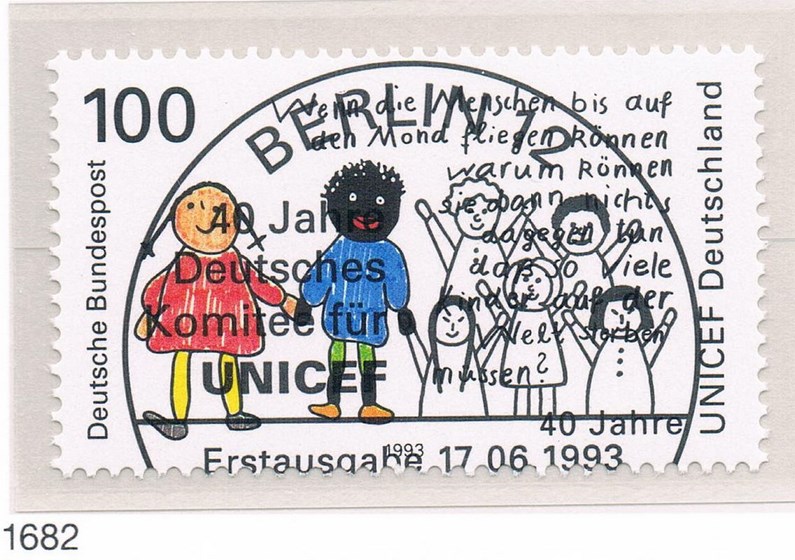 100
Deutsche Bundespost
Wenn die Menschen bis auf
den Mond fliegen können
warum können
sie dann nichts
dagegen tun
daß so viele
Kinder auf der
Welt sterben
müssen?
UNICEF Deutschland
40 Jahre
1993
BERLIN 12
40 Jahre
Deutsches
Komitee für
UNICEF
Erstausgabe 17 06 1993
1682